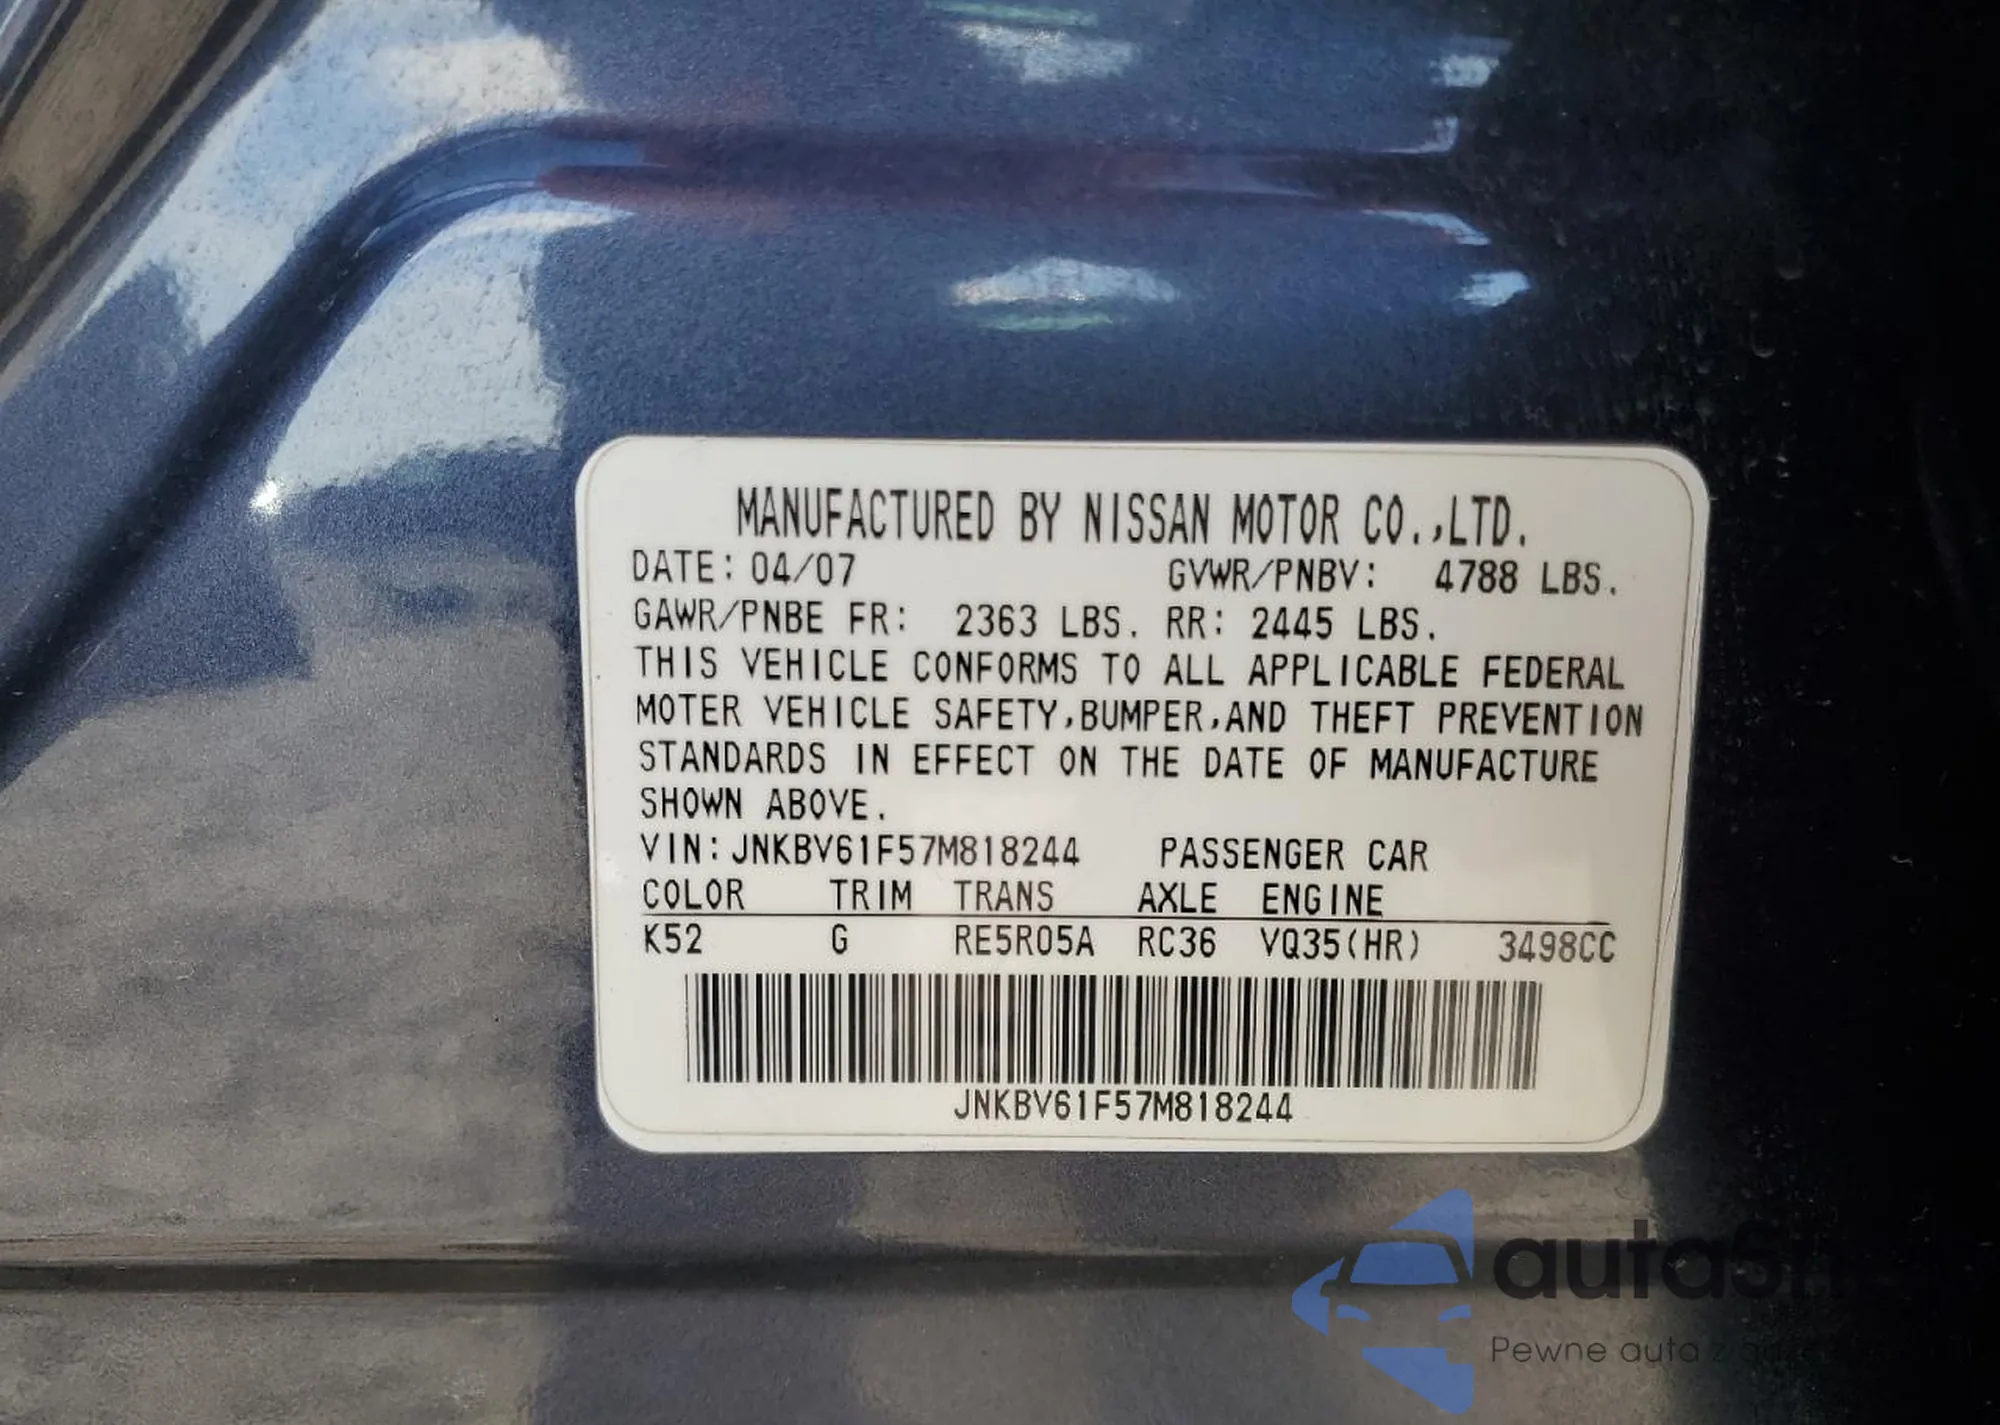 MANUFACTURED BY NISSAN MOTOR CO.,LTD.
DATE: 04/07 GVWR/PNBV: 4788 LBS.
GAWR/PNBE FR: 2363 LBS. RR: 2445 LBS.
THIS VEHICLE CONFORMS TO ALL APPLICABLE FEDERAL
MOTER VEHICLE SAFETY,BUMPER,AND THEFT PREVENTION
STANDARDS IN EFFECT ON THE DATE OF MANUFACTURE
SHOWN ABOVE.
VIN:JNKBV61F57M818244 PASSENGER CAR
COLOR TRIM TRANS AXLE ENGINE
K52 G RE5R05A RC36 VQ35(HR) 3498CC
JNKBV61F57M818244
autaSh
Pewne auta z